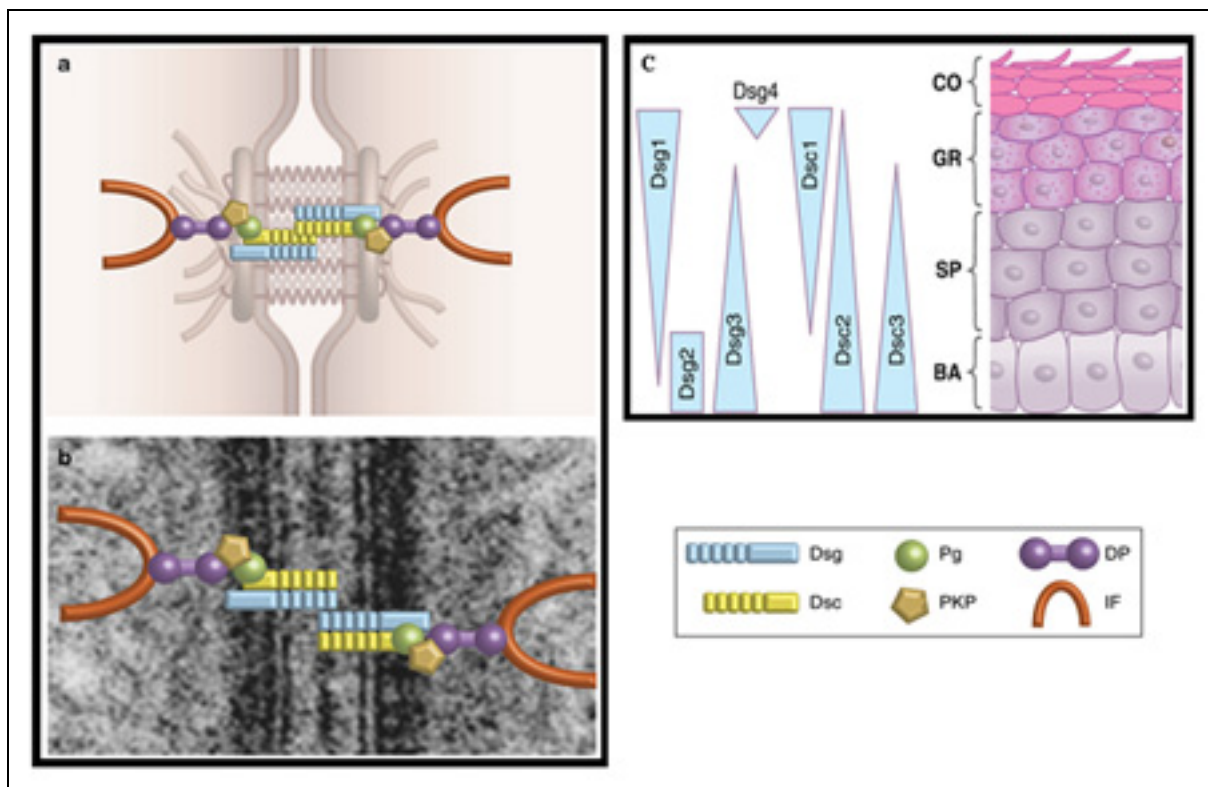 a
b
C
Dsg4
Dsg1
Dsg2
Dsg3
Dsc1
Dsc2
Dsc3
CO
GR
SP
BA
Dsg
Pg
DP
Dsc
PKP
IF